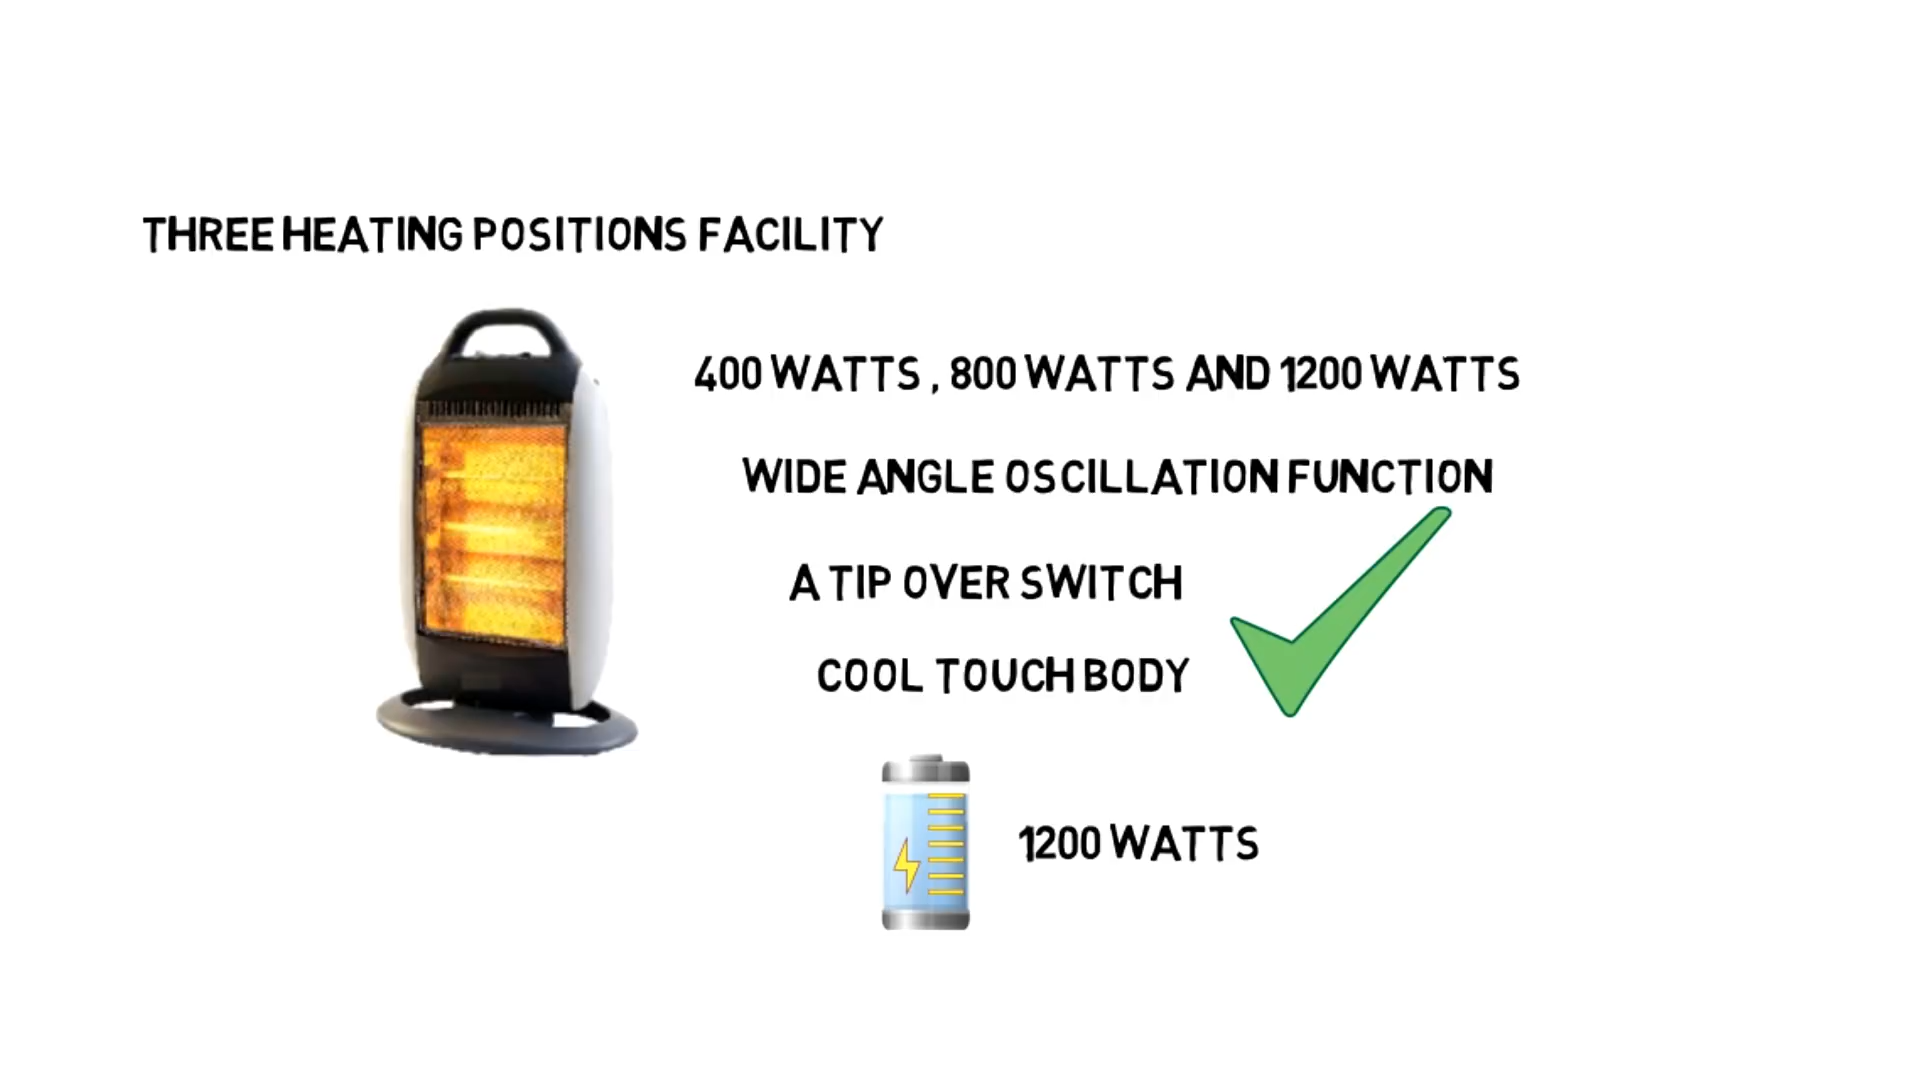 THREE HEATING POSITIONS FACILITY
400 WATTS , 800 WATTS AND 1200 WATTS
WIDE ANGLE OSCILLATION FUNCTION
A TIP OVER SWITCH
COOL TOUCH BODY
1200 WATTS